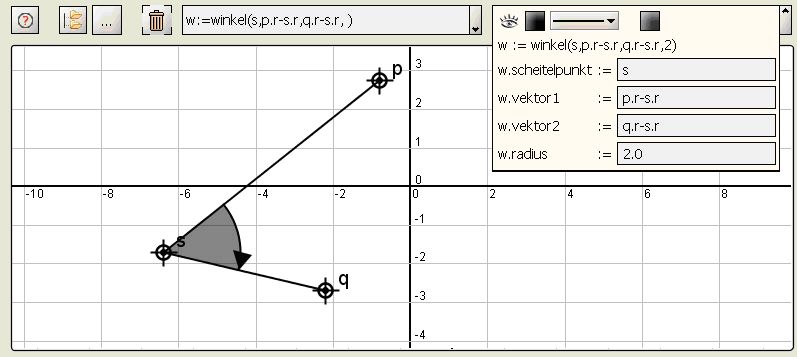 ? ... w:=winkel(s,p.r-s.r,q.r-s.r, )
w := winkel(s,p.r-s.r,q.r-s.r,2)
w.scheitelpunkt := s
w.vektor1 := p.r-s.r
w.vektor2 := q.r-s.r
w.radius := 2.0
p
3
2
1
0
-10 -8 -6 -4 -2 0 2 4 6 8
-1
s
-2
q
-3
-4